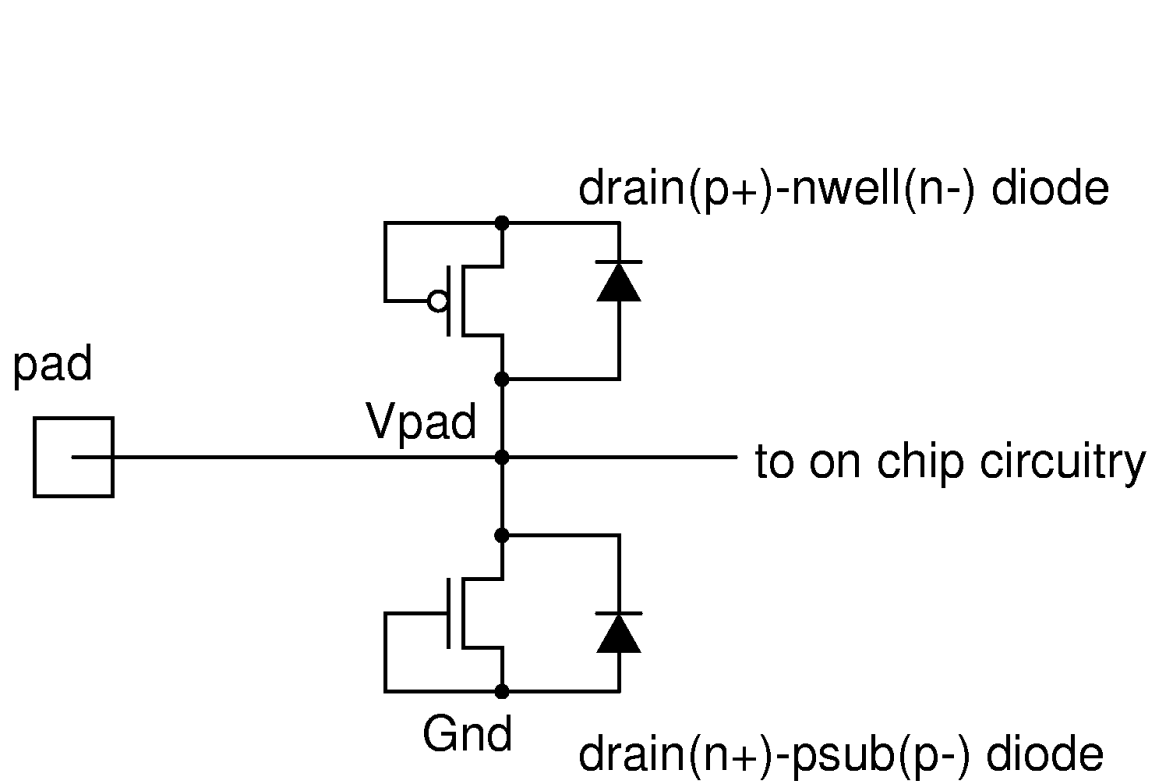 drain(p+)-nwell(n-) diode
pad
Vpad
to on chip circuitry
Gnd
drain(n+)-psub(p-) diode